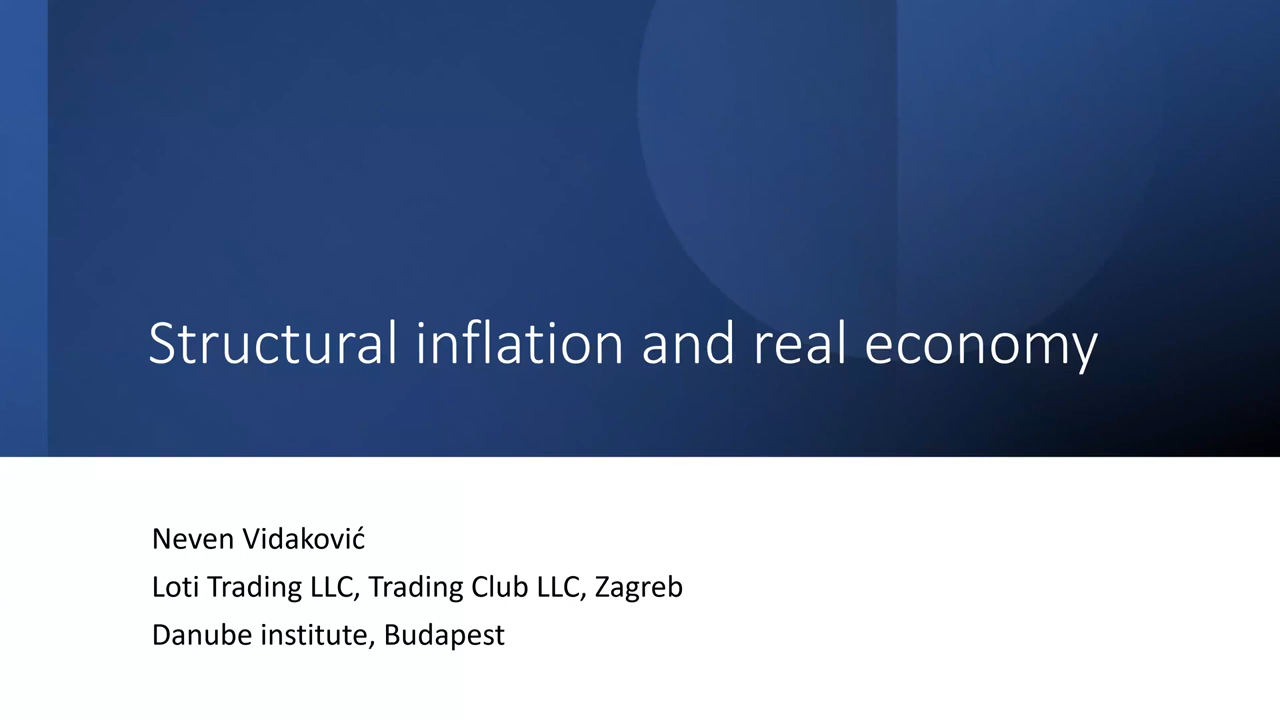 Structural inflation and real economy
Neven Vidaković
Loti Trading LLC, Trading Club LLC, Zagreb
Danube institute, Budapest